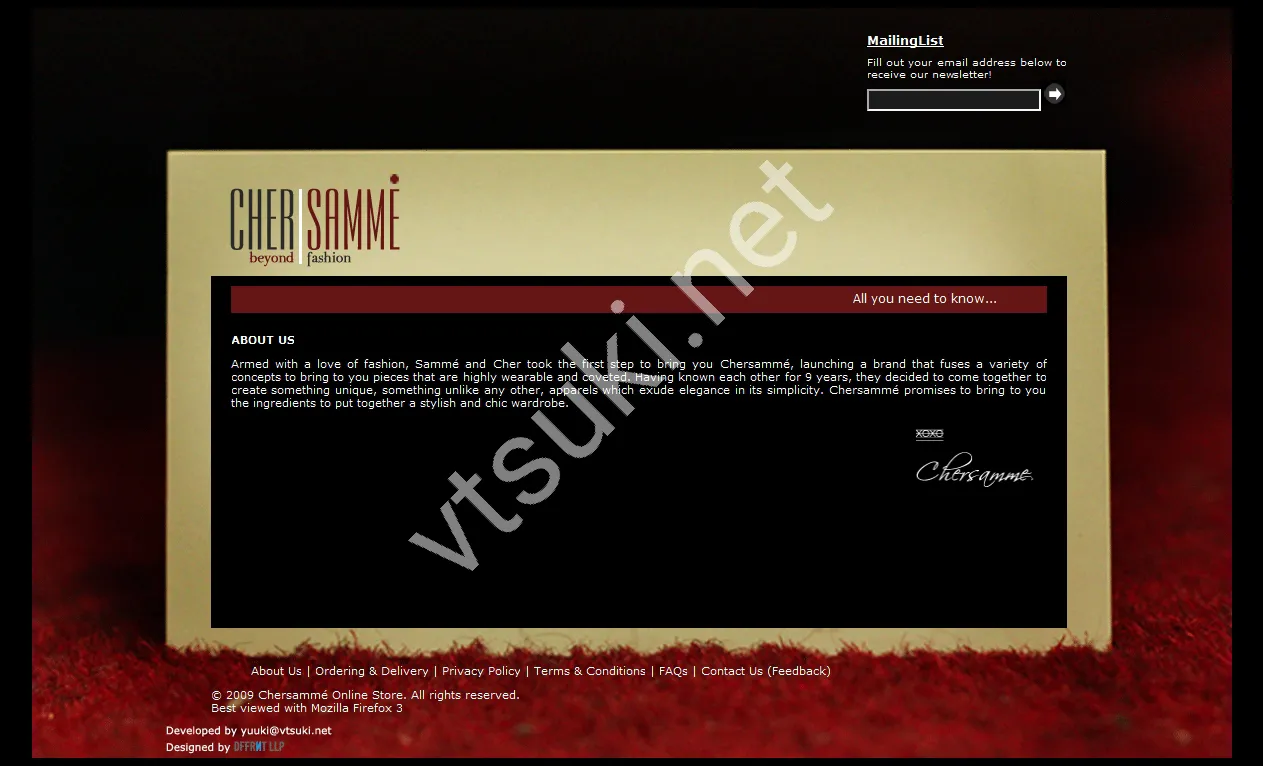 MailingList
Fill out your email address below to
receive our newsletter!
CHER SAMMÉ
beyond fashion
All you need to know...
ABOUT US
Armed with a love of fashion, Sammé and Cher took the first step to bring you Chersammé, launching a brand that fuses a variety of
concepts to bring to you pieces that are highly wearable and coveted. Having known each other for 9 years, they decided to come together to
create something unique, something unlike any other, apparels which exude elegance in its simplicity. Chersammé promises to bring to you
the ingredients to put together a stylish and chic wardrobe.
XOXO
Chersamme
vtsuki.net
About Us | Ordering & Delivery | Privacy Policy | Terms & Conditions | FAQs | Contact Us (Feedback)
© 2009 Chersammé Online Store. All rights reserved.
Best viewed with Mozilla Firefox 3
Developed by yuuki@vtsuki.net
Designed by DFFRNT LLP